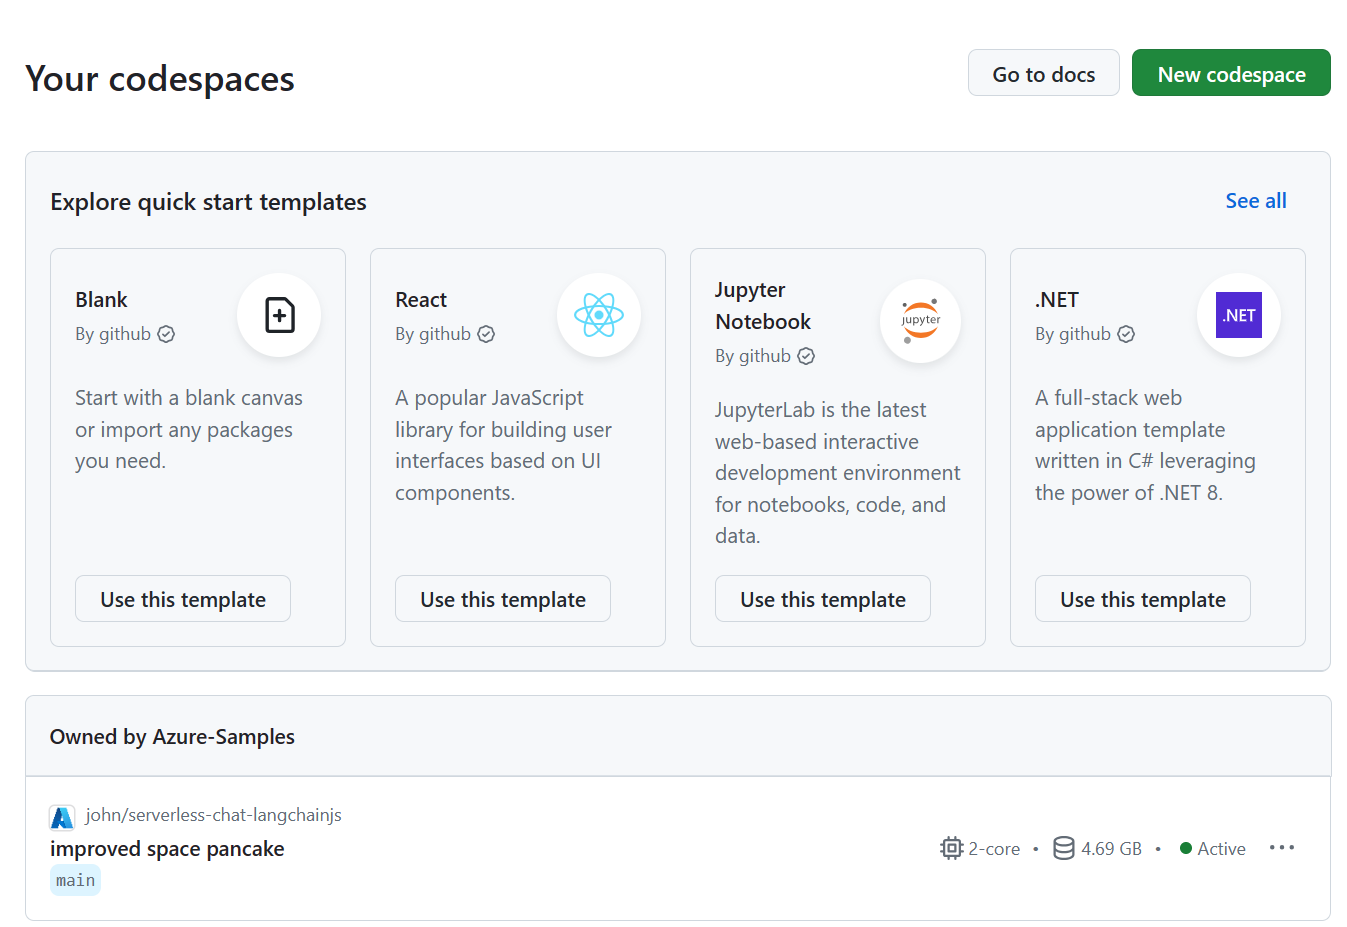 Your codespaces
Go to docs
New codespace
Explore quick start templates
See all
Blank
By github
Start with a blank canvas
or import any packages
you need.
Use this template
React
By github
A popular JavaScript
library for building user
interfaces based on UI
components.
Use this template
Jupyter
Notebook
By github
jupyter
JupyterLab is the latest
web-based interactive
development environment
for notebooks, code, and
data.
Use this template
.NET
By github
.NET
A full-stack web
application template
written in C# leveraging
the power of .NET 8.
Use this template
Owned by Azure-Samples
john/serverless-chat-langchainjs
improved space pancake
main
2-core • 4.69 GB • Active ···